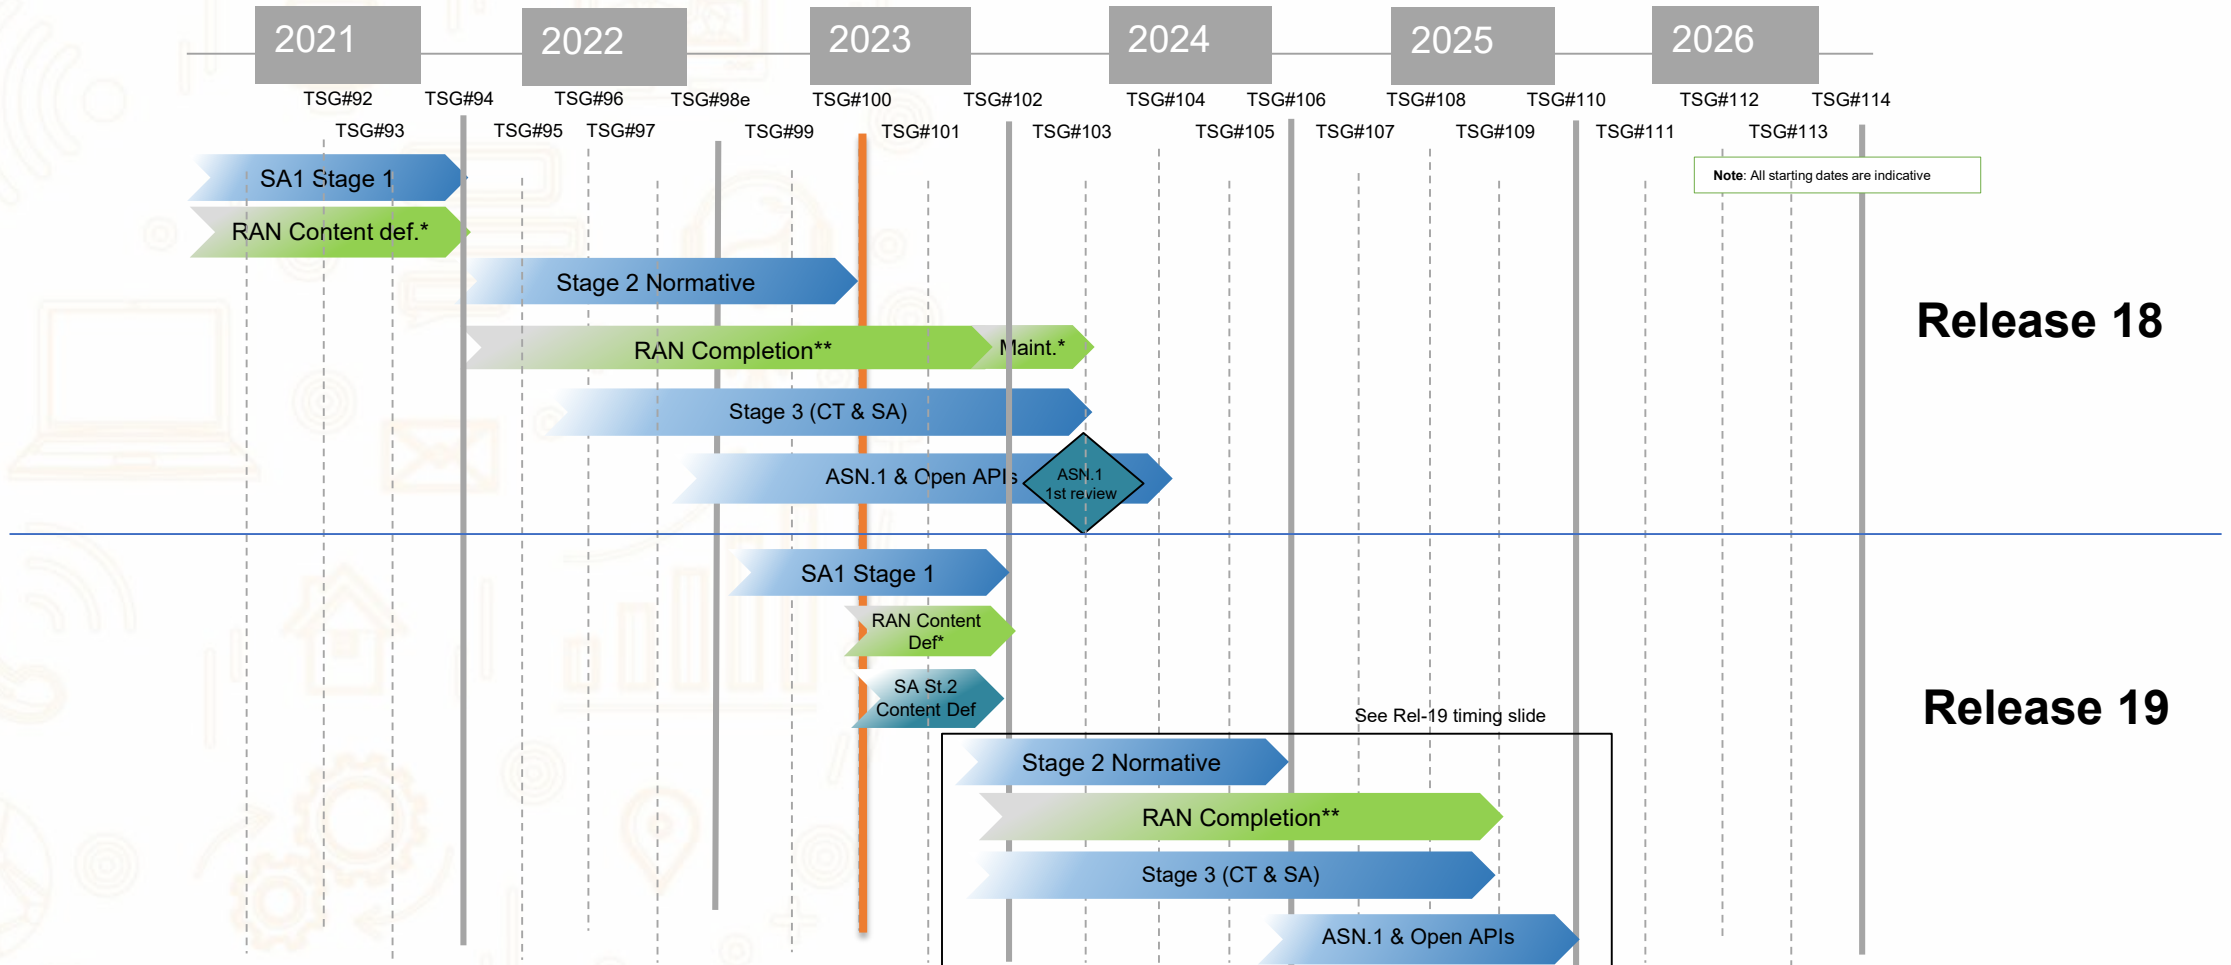 2021
2022
2023
2024
2025
2026
TSG#92
TSG#94
TSG#96
TSG#98e
TSG#100
TSG#102
TSG#104
TSG#106
TSG#108
TSG#110
TSG#112
TSG#114
TSG#93
TSG#95
TSG#97
TSG#99
TSG#101
TSG#103
TSG#105
TSG#107
TSG#109
TSG#111
TSG#113
Note: All starting dates are indicative
SA1 Stage 1
RAN Content def.*
Stage 2 Normative
RAN Completion**
Maint.*
Stage 3 (CT & SA)
ASN.1 & Open APIs
ASN.1
1st review
Release 18
SA1 Stage 1
RAN Content
Def*
SA St.2
Content Def
See Rel-19 timing slide
Stage 2 Normative
RAN Completion**
Stage 3 (CT & SA)
ASN.1 & Open APIs
Release 19